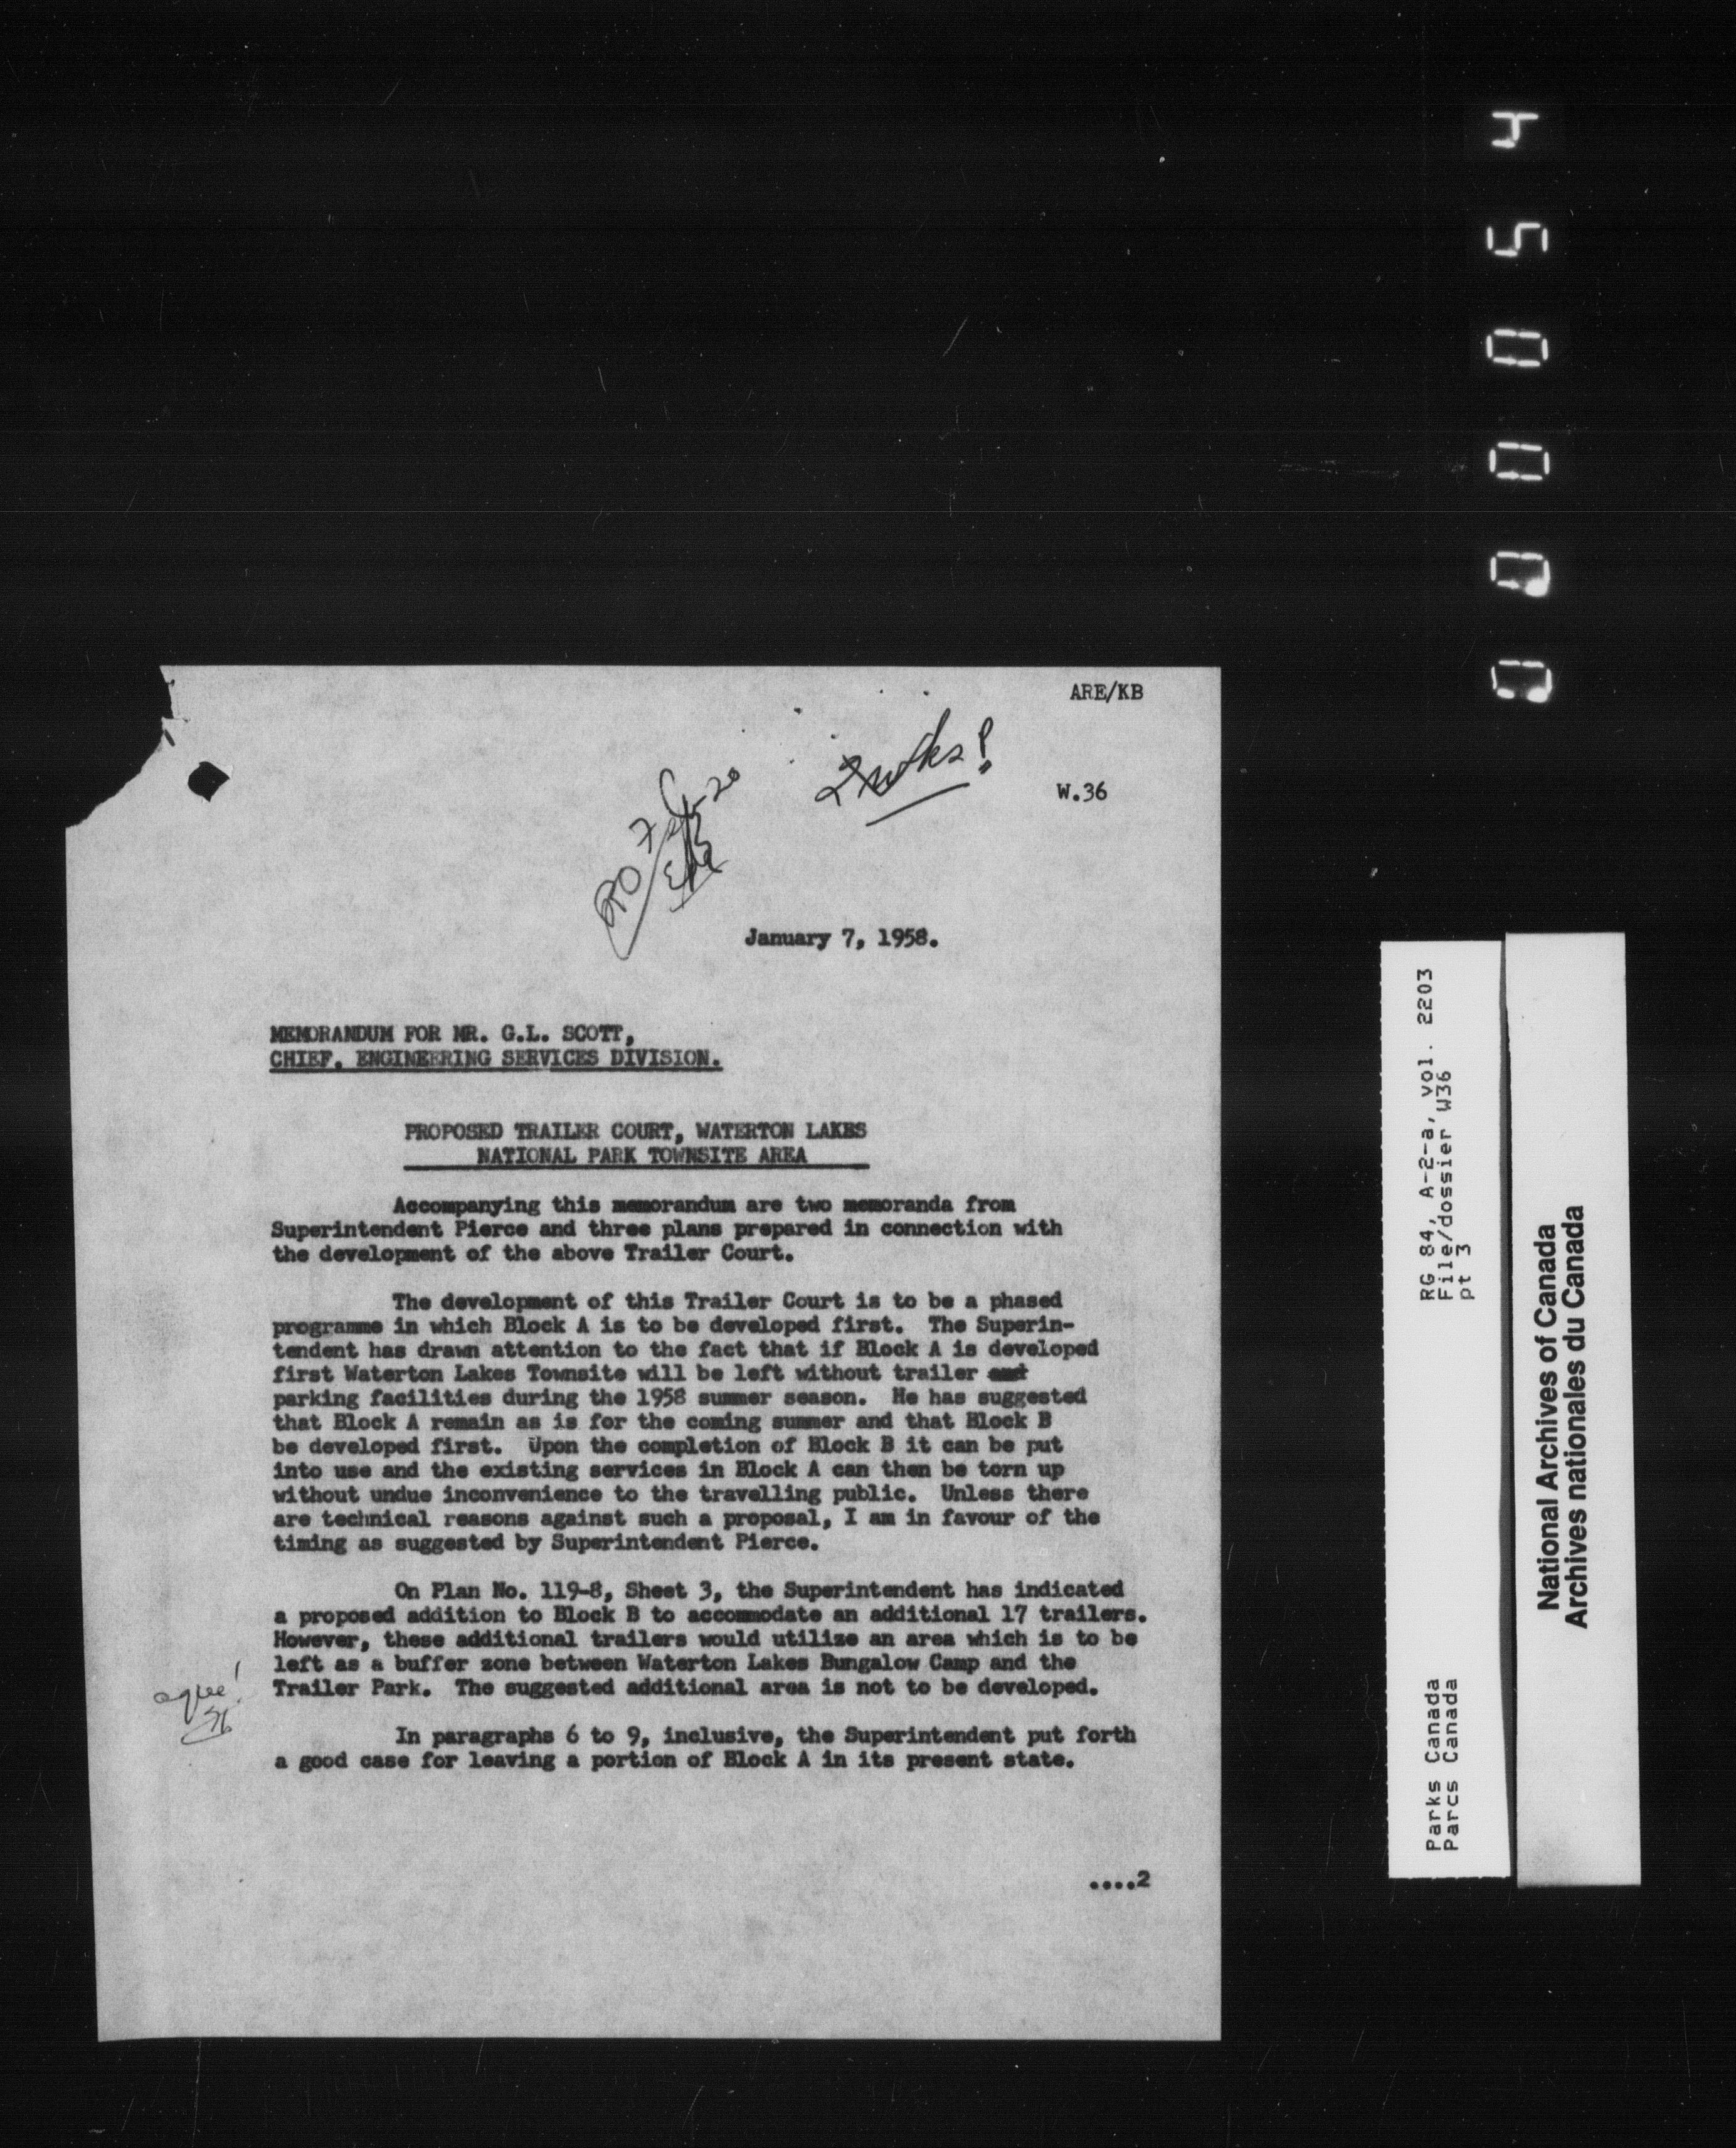 ARE/KB
W.36
January 7, 1958.
MEMORANDUM FOR MR. G.L. SCOTT,
CHIEF, ENGINEERING SERVICES DIVISION.
PROPOSED TRAILER COURT, WATERTON LAKES
NATIONAL PARK TOWNSITE AREA
Accompanying this memorandum are two memoranda from
Superintendent Pierce and three plans prepared in connection with
the development of the above Trailer Court.
The development of this Trailer Court is to be a phased
programme in which Block A is to be developed first. The Superin-
tendent has drawn attention to the fact that if Block A is developed
first Waterton Lakes Townsite will be left without trailer and
parking facilities during the 1958 summer season. He has suggested
that Block A remain as is for the coming summer and that Block B
be developed first. Upon the completion of Block B it can be put
into use and the existing services in Block A can then be torn up
without undue inconvenience to the travelling public. Unless there
are technical reasons against such a proposal, I am in favour of the
timing as suggested by Superintendent Pierce.
On Plan No. 119-8, Sheet 3, the Superintendent has indicated
a proposed addition to Block B to accommodate an additional 17 trailers.
However, these additional trailers would utilize an area which is to be
left as a buffer zone between Waterton Lakes Bungalow Camp and the
Trailer Park. The suggested additional area is not to be developed.
agree!
In paragraphs 6 to 9, inclusive, the Superintendent put forth
a good case for leaving a portion of Block A in its present state.
....2
RG 84, A-2-a, vol. 2203
File/dossier W36
pt 3
Parks Canada
Parcs Canada
National Archives of Canada
Archives nationales du Canada